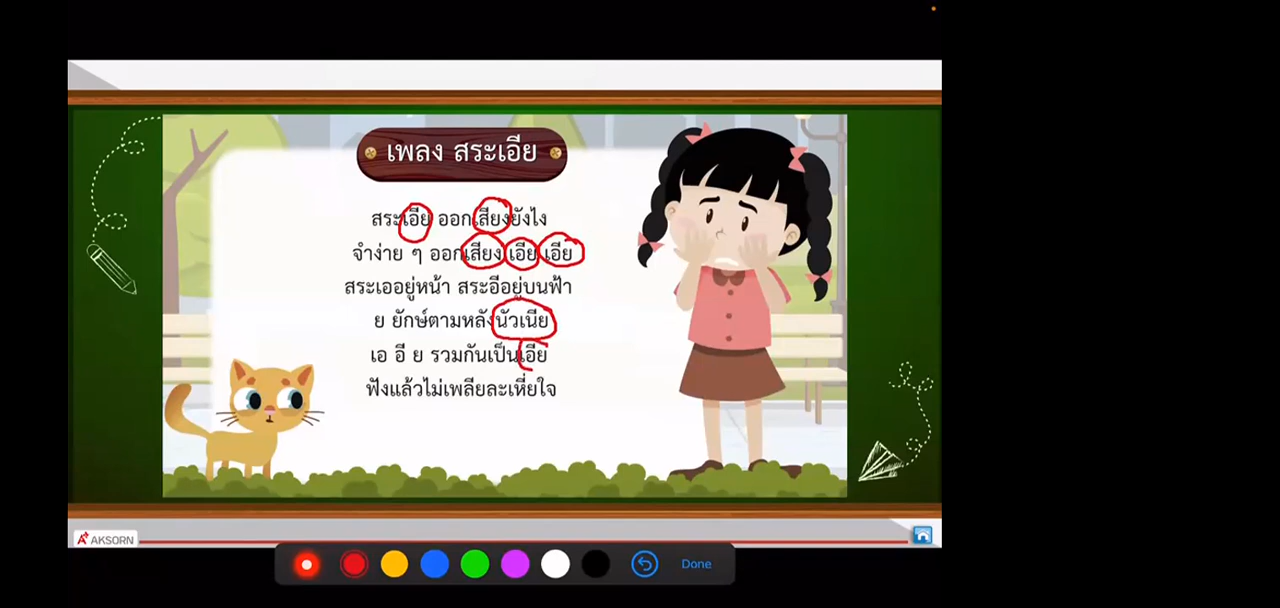 เพลง สระเอีย
สระเอีย ออกเสียงยังไง
จำง่าย ๆ ออกเสียง เอีย เอีย
สระเออยู่หน้า สระอีอยู่บนฟ้า
ย ยักษ์ตามหลังนัวเนีย
เอ อี ย รวมกันเป็นเอีย
ฟังแล้วไม่เพลียละเหี่ยใจ
AKSORN
Done